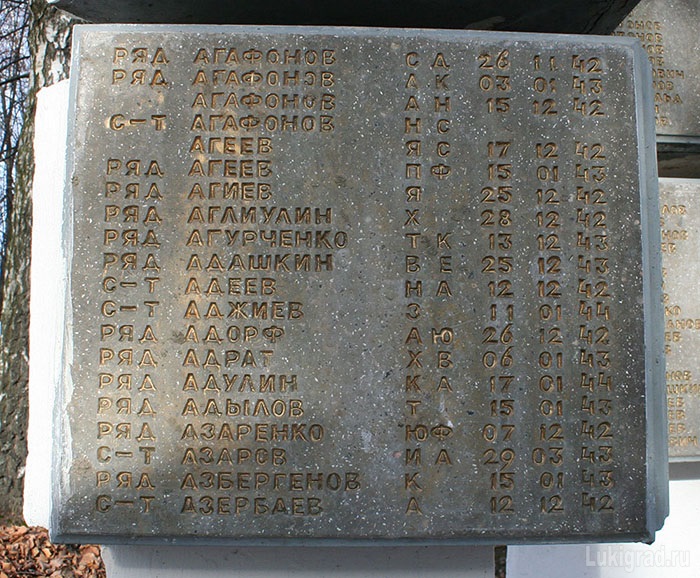 РЯД АГАФОНОВ С А 26 11 42
РЯД АГАФОНОВ А К 03 01 43
АГАФОНОВ А Н 15 12 42
С-Т АГАФОНОВ Н С
АГЕЕВ Я С 17 12 42
РЯД АГЕЕВ П Ф 15 01 43
РЯД АГИЕВ Я 25 12 42
РЯД АГЛИУЛИН Х 28 12 42
РЯД АГУРЧЕНКО Т К 13 12 43
РЯД АДАШКИН В Е 25 12 43
С-Т АДЕЕВ Н А 12 12 42
С-Т АДЖИЕВ З 11 01 44
РЯД АДОРФ А Ю 26 12 42
РЯД АДРАТ Х В 06 01 43
РЯД АДУЛИН К А 17 01 44
РЯД АДЫЛОВ Т 15 01 43
РЯД АЗАРЕНКО Ю Ф 07 12 42
С-Т АЗАРОВ И А 29 03 43
РЯД АЗБЕРГЕНОВ К 15 01 43
С-Т АЗЕРБАЕВ А 12 12 42
Lukigrad.ru